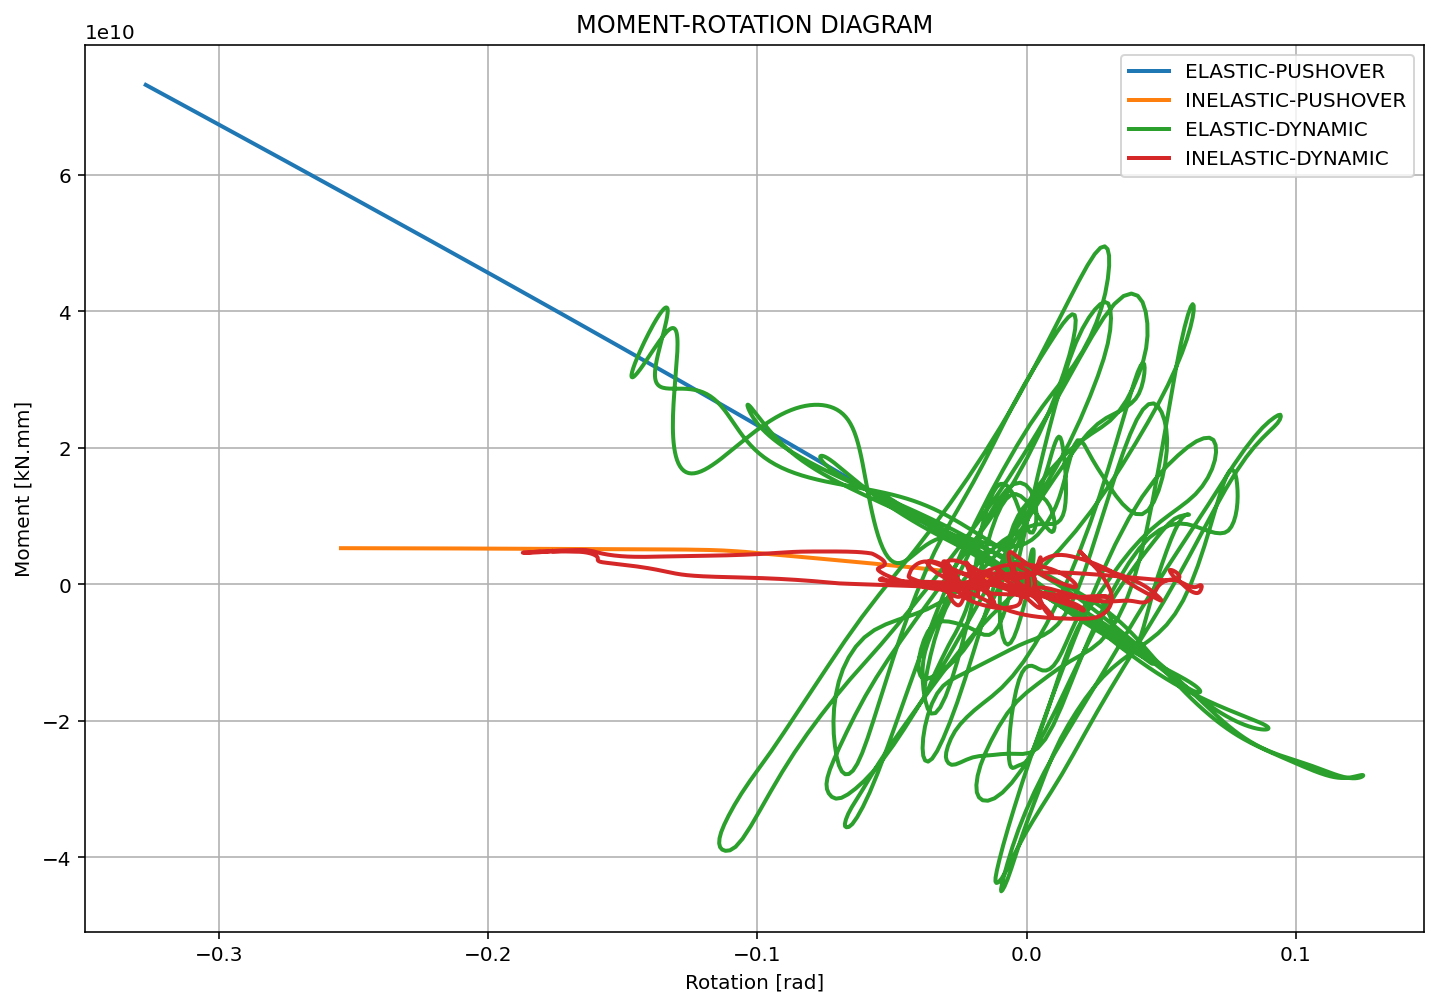 MOMENT-ROTATION DIAGRAM
1e10
ELASTIC-PUSHOVER
INELASTIC-PUSHOVER
ELASTIC-DYNAMIC
INELASTIC-DYNAMIC
6
4
2
0
−2
−4
Moment [kN.mm]
−0.3 −0.2 −0.1 0.0 0.1
Rotation [rad]